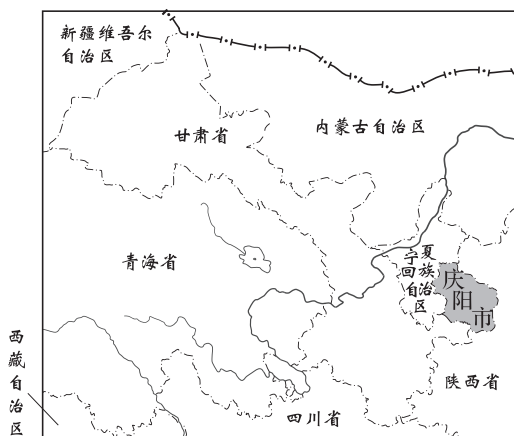 新疆维吾尔
自治区
甘肃省
内蒙古自治区
青海省
宁夏
回族
自治
区
庆
阳
市
西
藏
自
治
区
陕西省
四川省